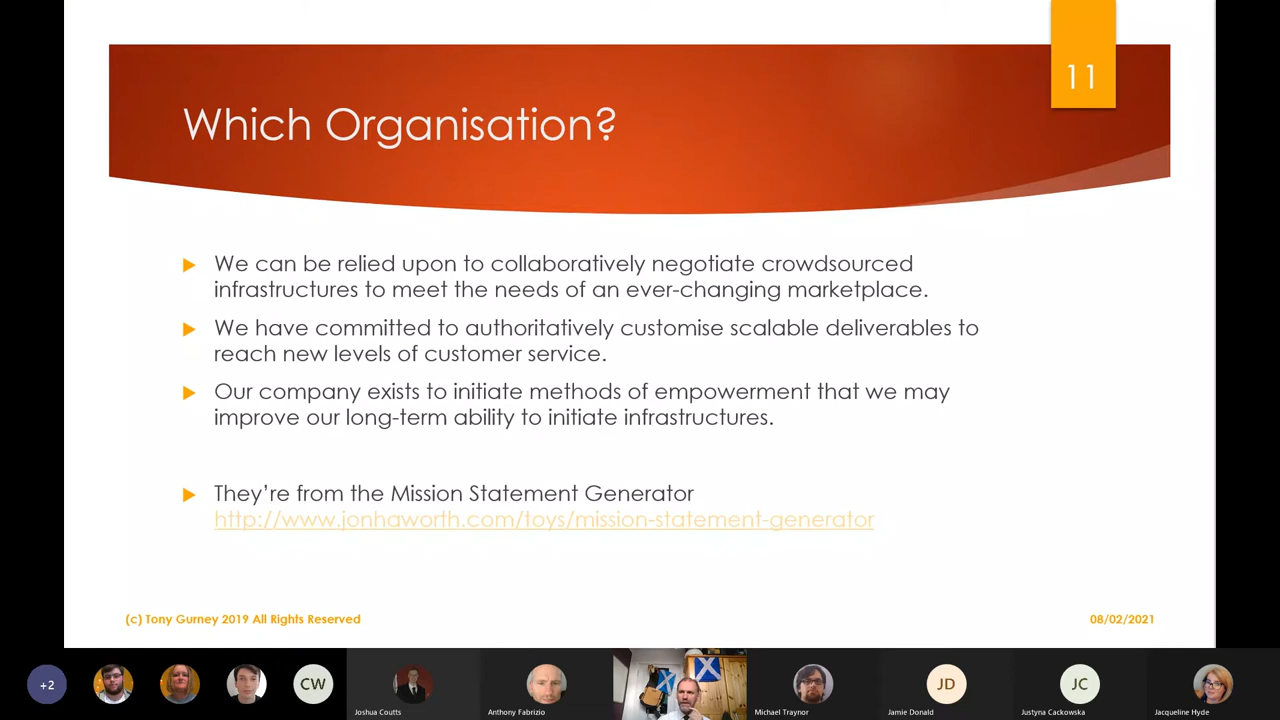 11
Which Organisation?
We can be relied upon to collaboratively negotiate crowdsourced
infrastructures to meet the needs of an ever-changing marketplace.
We have committed to authoritatively customise scalable deliverables to
reach new levels of customer service.
Our company exists to initiate methods of empowerment that we may
improve our long-term ability to initiate infrastructures.
They're from the Mission Statement Generator
http://www.jonhaworth.com/toys/mission-statement-generator
(c) Tony Gurney 2019 All Rights Reserved
08/02/2021
+2
CW
JD
JC
Joshua Coutts
Anthony Fabrizio
Michael Traynor
Jamie Donald
Justyna Cackowska
Jacqueline Hyde